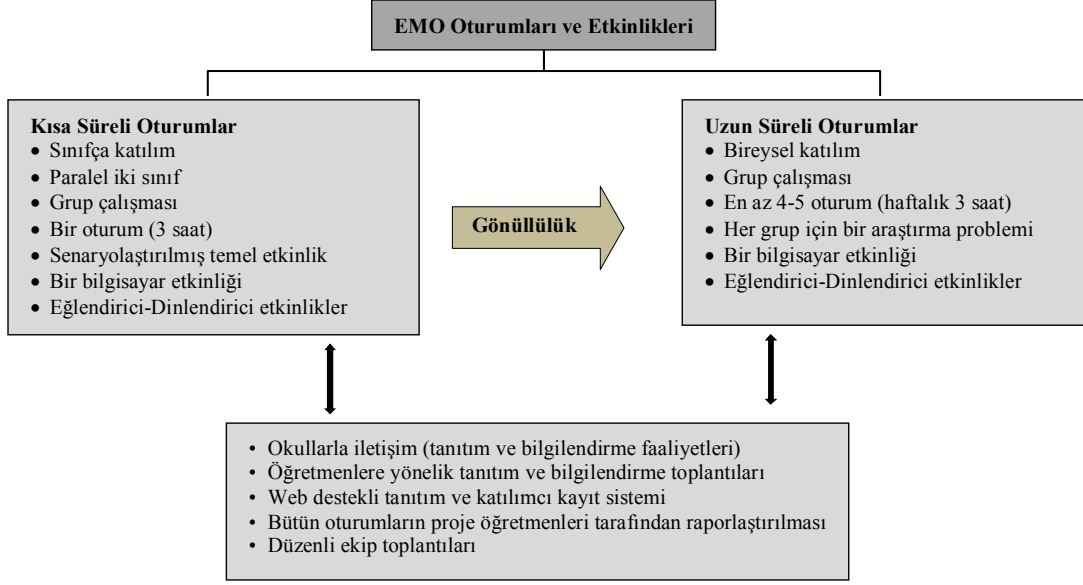 EMO Oturumları ve Etkinlikleri
Kısa Süreli Oturumlar
• Sınıfça katılım
• Paralel iki sınıf
• Grup çalışması
• Bir oturum (3 saat)
• Senaryolaştırılmış temel etkinlik
• Bir bilgisayar etkinliği
• Eğlendirici-Dinlendirici etkinlikler
Gönüllülük
Uzun Süreli Oturumlar
• Bireysel katılım
• Grup çalışması
• En az 4-5 oturum (haftalık 3 saat)
• Her grup için bir araştırma problemi
• Bir bilgisayar etkinliği
• Eğlendirici-Dinlendirici etkinlikler
• Okullarla iletişim (tanıtım ve bilgilendirme faaliyetleri)
• Öğretmenlere yönelik tanıtım ve bilgilendirme toplantıları
• Web destekli tanıtım ve katılımcı kayıt sistemi
• Bütün oturumların proje öğretmenleri tarafından raporlaştırılması
• Düzenli ekip toplantıları